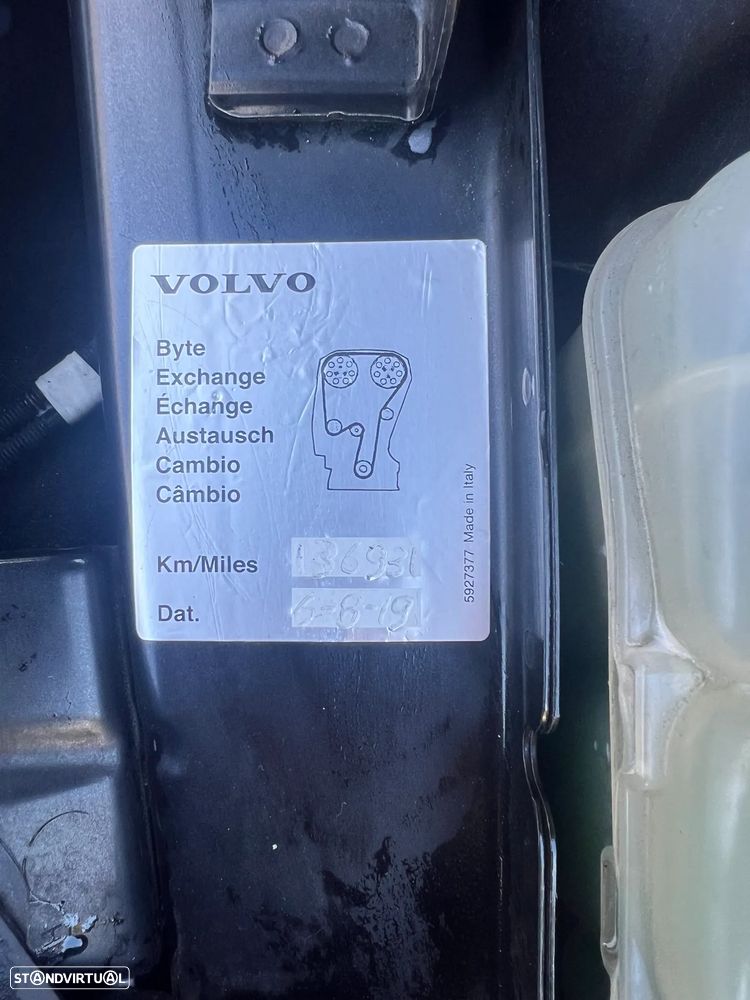 VOLVO
Byte
Exchange
Échange
Austausch
Cambio
Câmbio
Km/Miles 136931
Dat. 6-8-19
5927377 Made in Italy
STANDVIRTUAL